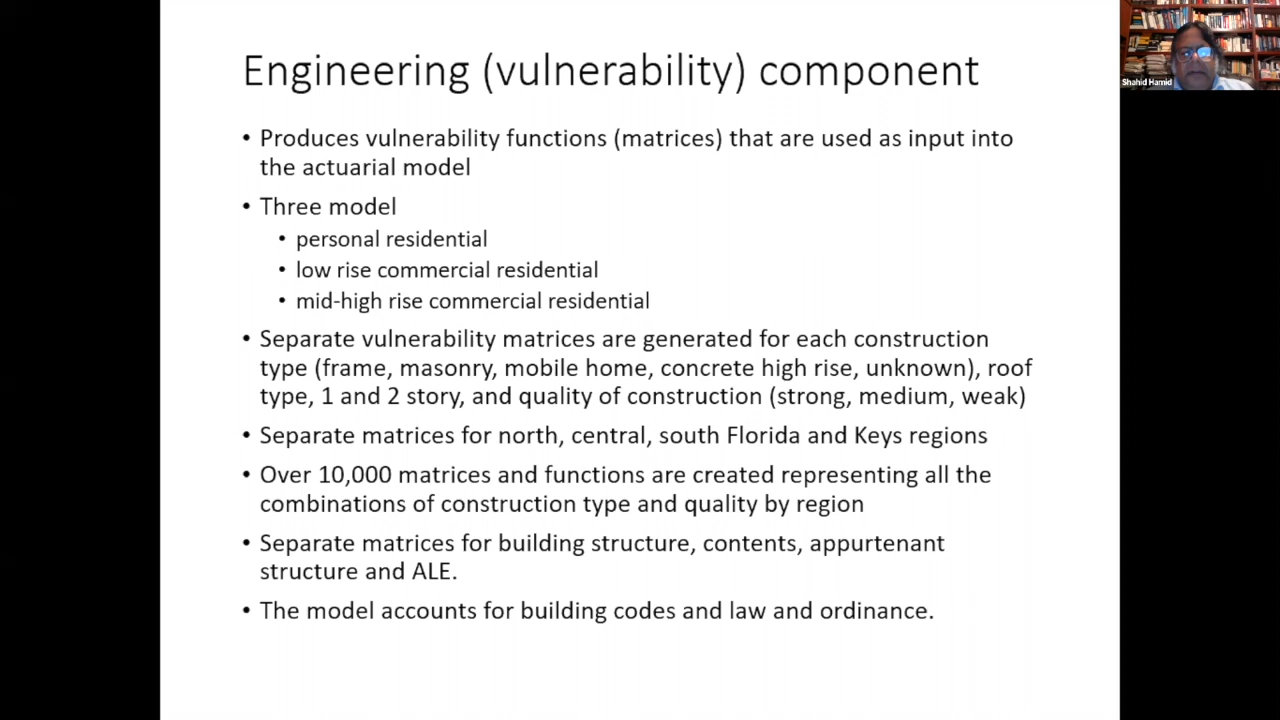 Engineering (vulnerability) component
Shahid Hamid
• Produces vulnerability functions (matrices) that are used as input into
the actuarial model
• Three model
• personal residential
• low rise commercial residential
• mid-high rise commercial residential
• Separate vulnerability matrices are generated for each construction
type (frame, masonry, mobile home, concrete high rise, unknown), roof
type, 1 and 2 story, and quality of construction (strong, medium, weak)
• Separate matrices for north, central, south Florida and Keys regions
• Over 10,000 matrices and functions are created representing all the
combinations of construction type and quality by region
• Separate matrices for building structure, contents, appurtenant
structure and ALE.
• The model accounts for building codes and law and ordinance.